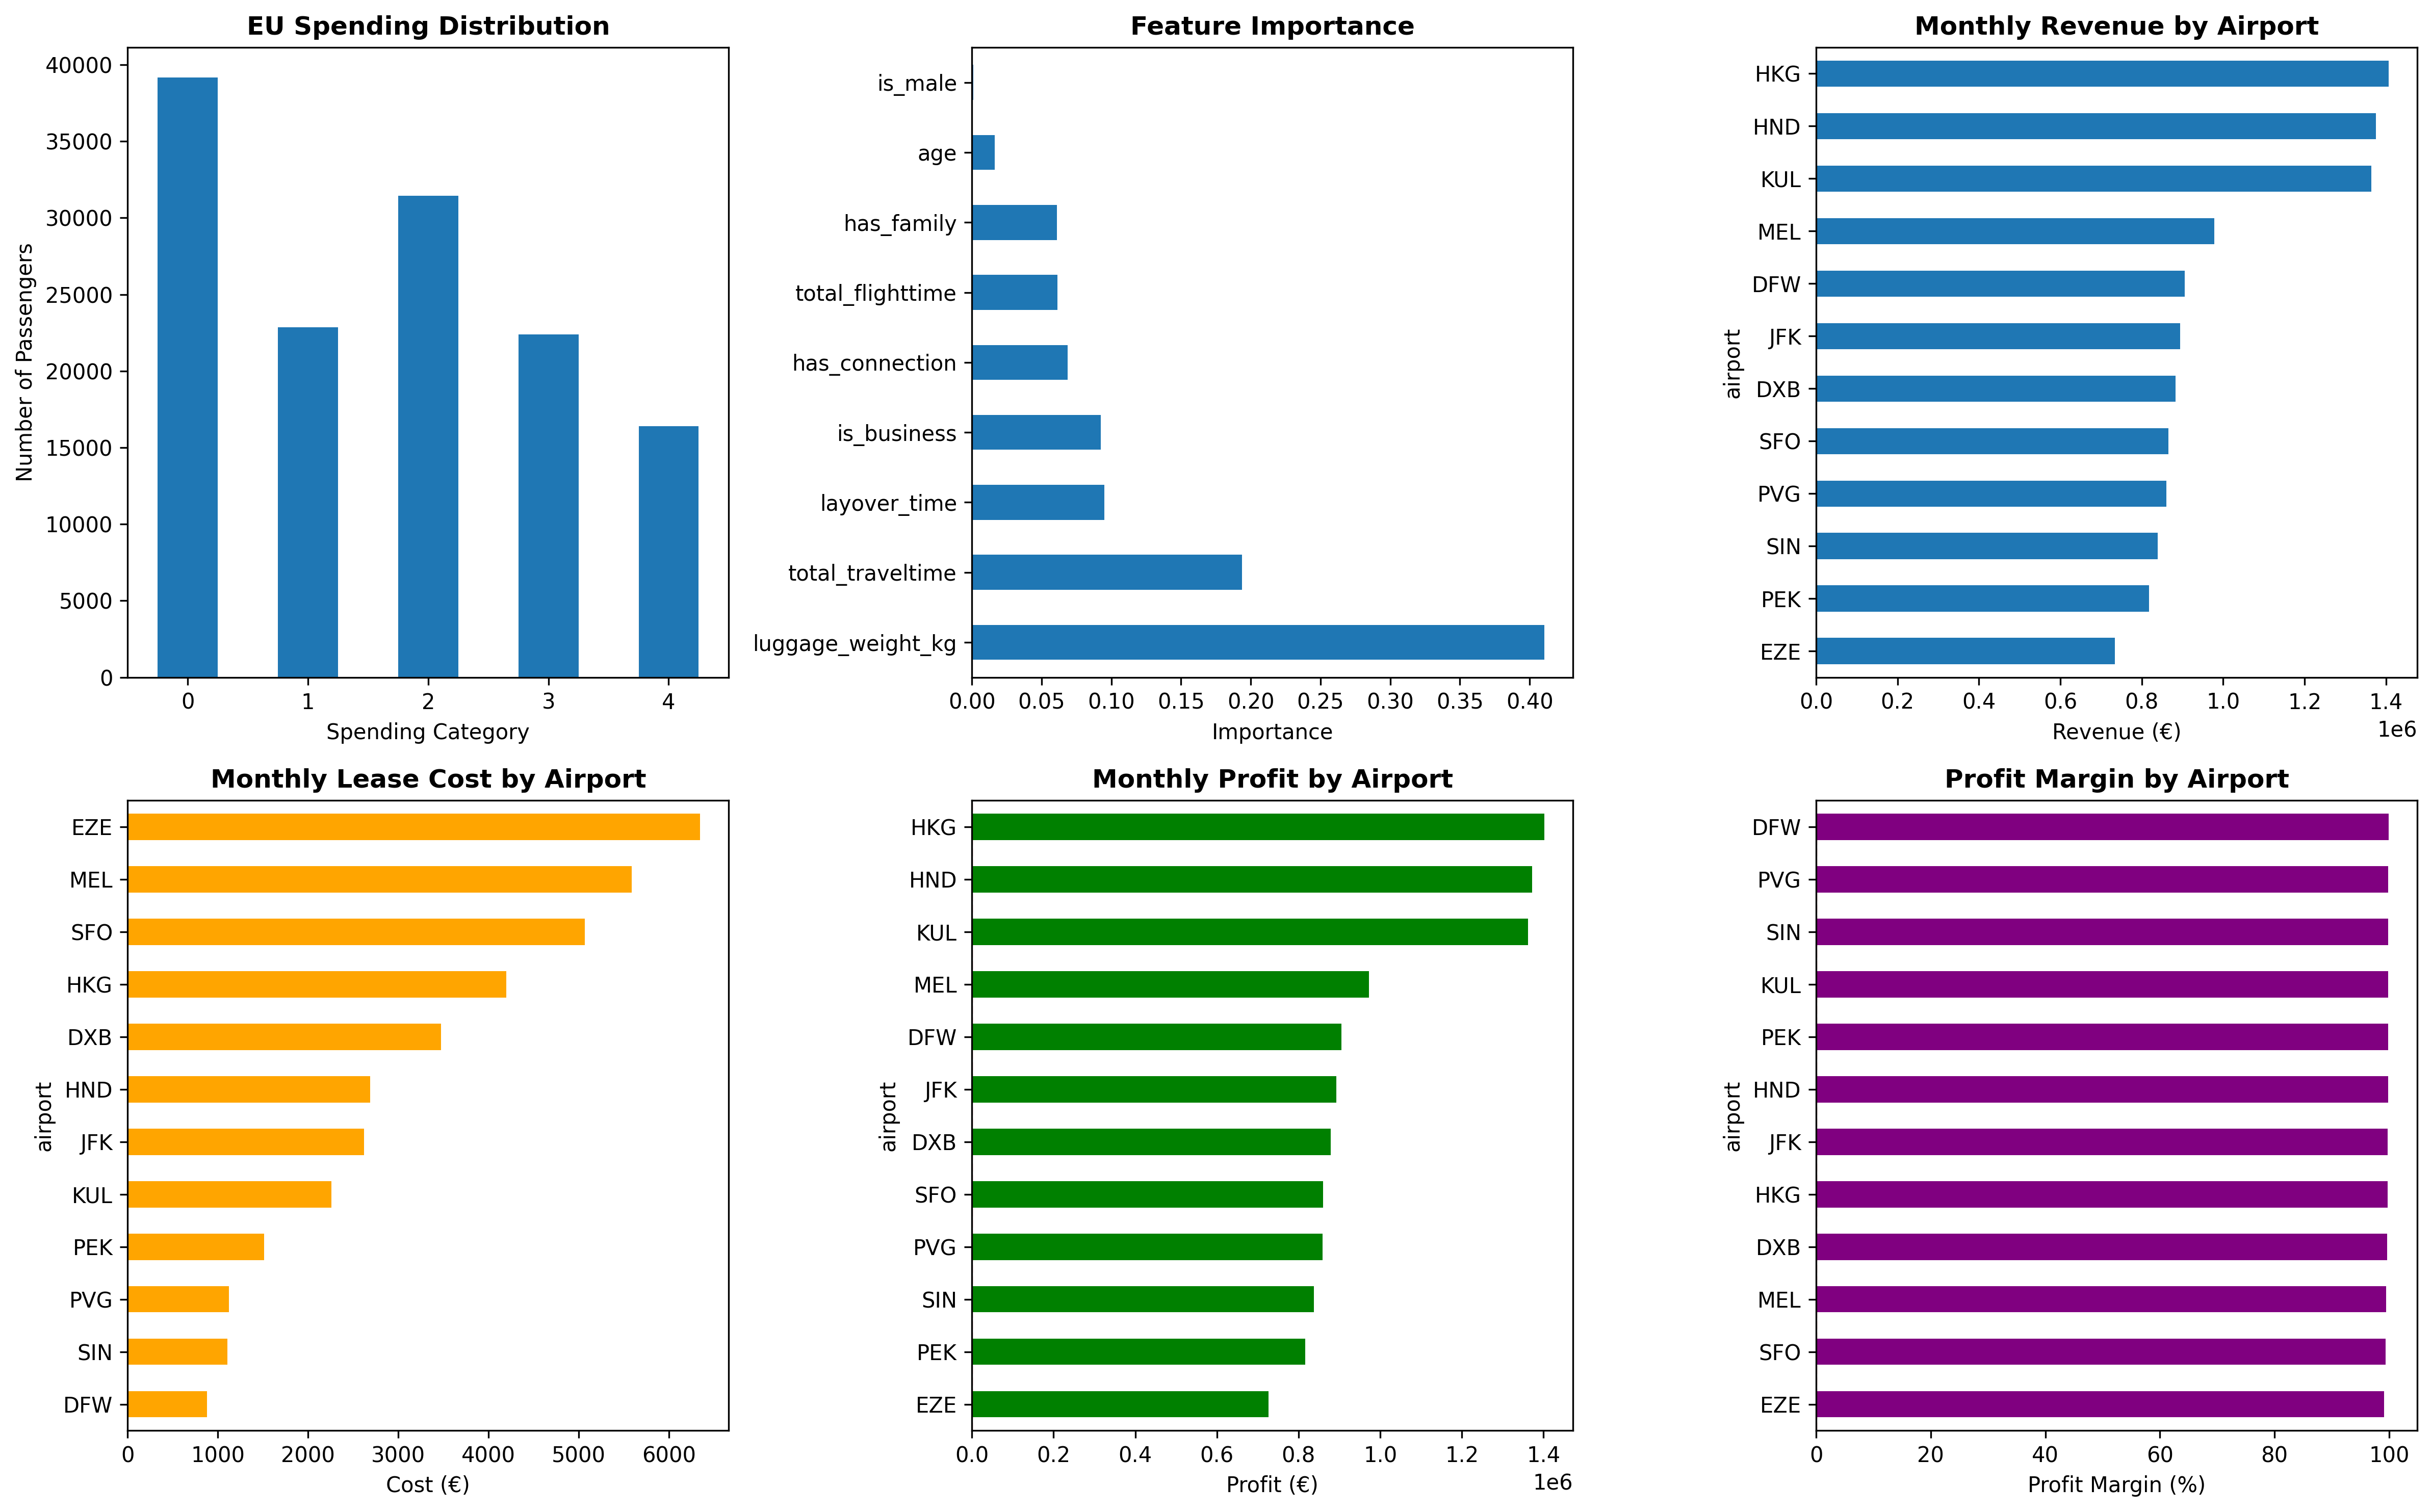 EU Spending Distribution
40000
35000
30000
25000
20000
15000
10000
5000
0
Number of Passengers
0 1 2 3 4
Spending Category
Feature Importance
is_male
age
has_family
total_flighttime
has_connection
is_business
layover_time
total_traveltime
luggage_weight_kg
0.00 0.05 0.10 0.15 0.20 0.25 0.30 0.35 0.40
Importance
Monthly Revenue by Airport
HKG
HND
KUL
MEL
DFW
JFK
DXB
SFO
PVG
SIN
PEK
EZE
airport
0.0 0.2 0.4 0.6 0.8 1.0 1.2 1.4
1e6
Revenue (€)
Monthly Lease Cost by Airport
EZE
MEL
SFO
HKG
DXB
HND
JFK
KUL
PEK
PVG
SIN
DFW
airport
0 1000 2000 3000 4000 5000 6000
Cost (€)
Monthly Profit by Airport
HKG
HND
KUL
MEL
DFW
JFK
DXB
SFO
PVG
SIN
PEK
EZE
airport
0.0 0.2 0.4 0.6 0.8 1.0 1.2 1.4
1e6
Profit (€)
Profit Margin by Airport
DFW
PVG
SIN
KUL
PEK
HND
JFK
HKG
DXB
MEL
SFO
EZE
airport
0 20 40 60 80 100
Profit Margin (%)